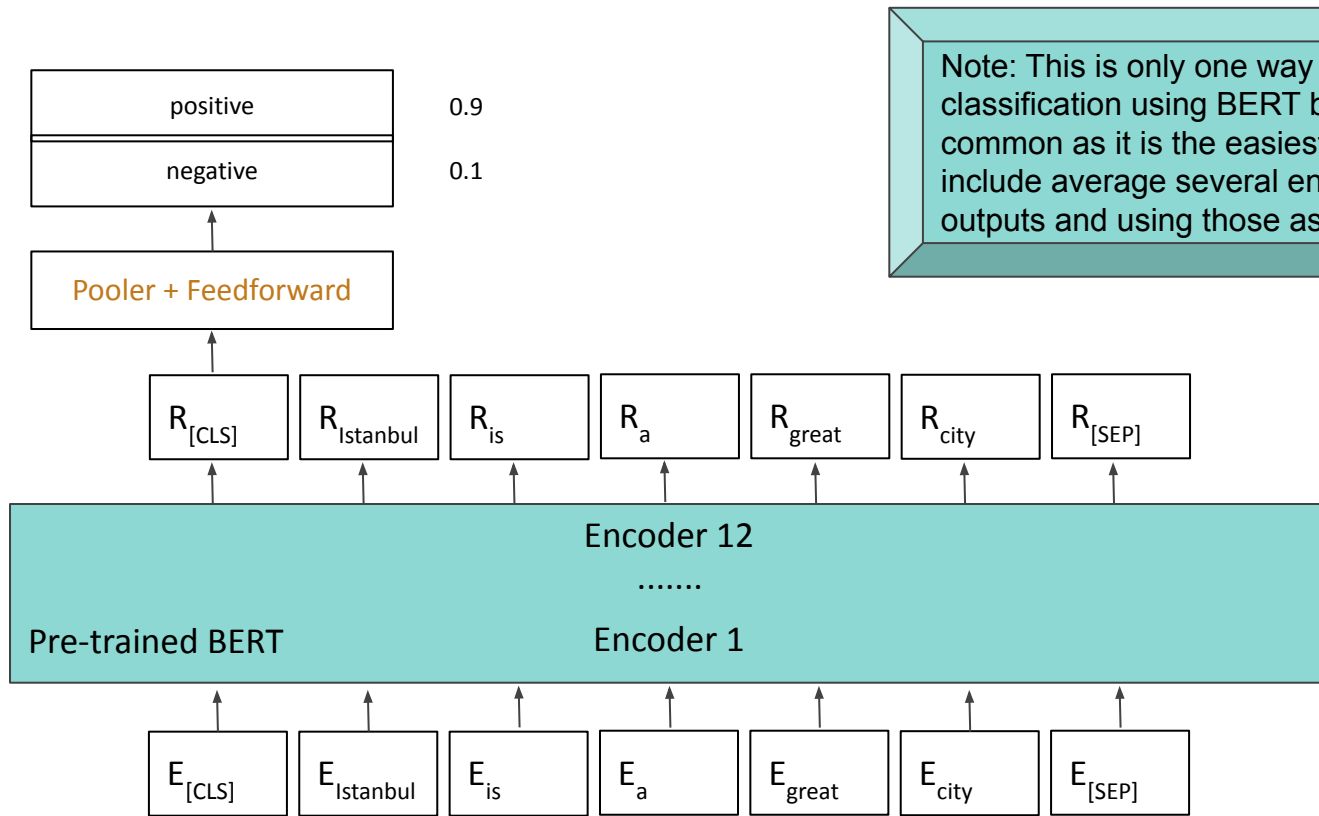 Note: This is only one way
classification using BERT b
common as it is the easiest
include average several en
outputs and using those as
positive 0.9
negative 0.1
Pooler + Feedforward
R[CLS] RIstanbul Ris Ra Rgreat Rcity R[SEP]
Encoder 12
.......
Pre-trained BERT Encoder 1
E[CLS] EIstanbul Eis Ea Egreat Ecity E[SEP]